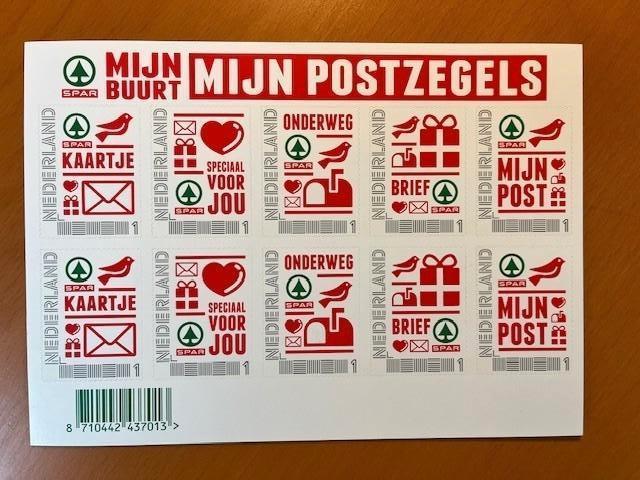 SPAR
MIJN BUURT
MIJN POSTZEGELS
NEDERLAND
SPAR
KAARTJE
1
NEDERLAND
SPECIAAL
VOOR
JOU
SPAR
1
NEDERLAND
ONDERWEG
SPAR
1
NEDERLAND
BRIEF
SPAR
1
NEDERLAND
SPAR
MIJN
POST
1
NEDERLAND
SPAR
KAARTJE
1
NEDERLAND
SPECIAAL
VOOR
JOU
SPAR
1
NEDERLAND
ONDERWEG
SPAR
1
NEDERLAND
BRIEF
SPAR
1
NEDERLAND
SPAR
MIJN
POST
1
8 710442 437013 >